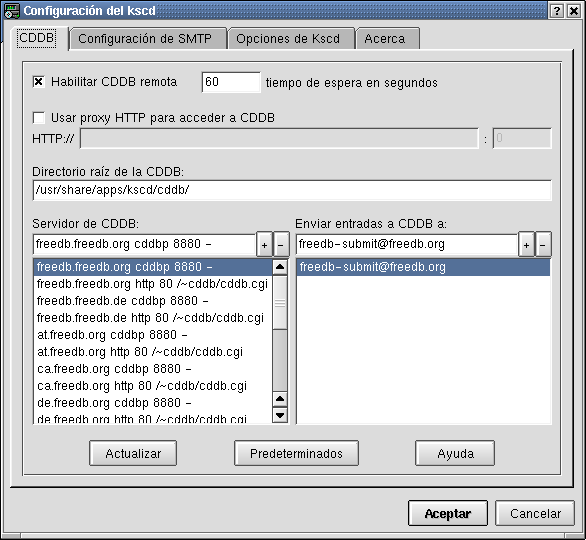 Configuración del kscd
CDDB Configuración de SMTP Opciones de Kscd Acerca
Habilitar CDDB remota 60 tiempo de espera en segundos
Usar proxy HTTP para acceder a CDDB
HTTP:// : 0
Directorio raíz de la CDDB:
/usr/share/apps/kscd/cddb/
Servidor de CDDB:
freedb.freedb.org cddbp 8880 - + -
freedb.freedb.org cddbp 8880 -
freedb.freedb.org http 80 /~cddb/cddb.cgi
freedb.freedb.de cddbp 8880 -
freedb.freedb.de http 80 /~cddb/cddb.cgi
at.freedb.org cddbp 8880 -
at.freedb.org http 80 /~cddb/cddb.cgi
ca.freedb.org cddbp 8880 -
ca.freedb.org http 80 /~cddb/cddb.cgi
de.freedb.org cddbp 8880 -
de.freedb.org http 80 /~cddb/cddb.cgi
Enviar entradas a CDDB a:
freedb-submit@freedb.org + -
freedb-submit@freedb.org
Actualizar Predeterminados Ayuda
Aceptar Cancelar